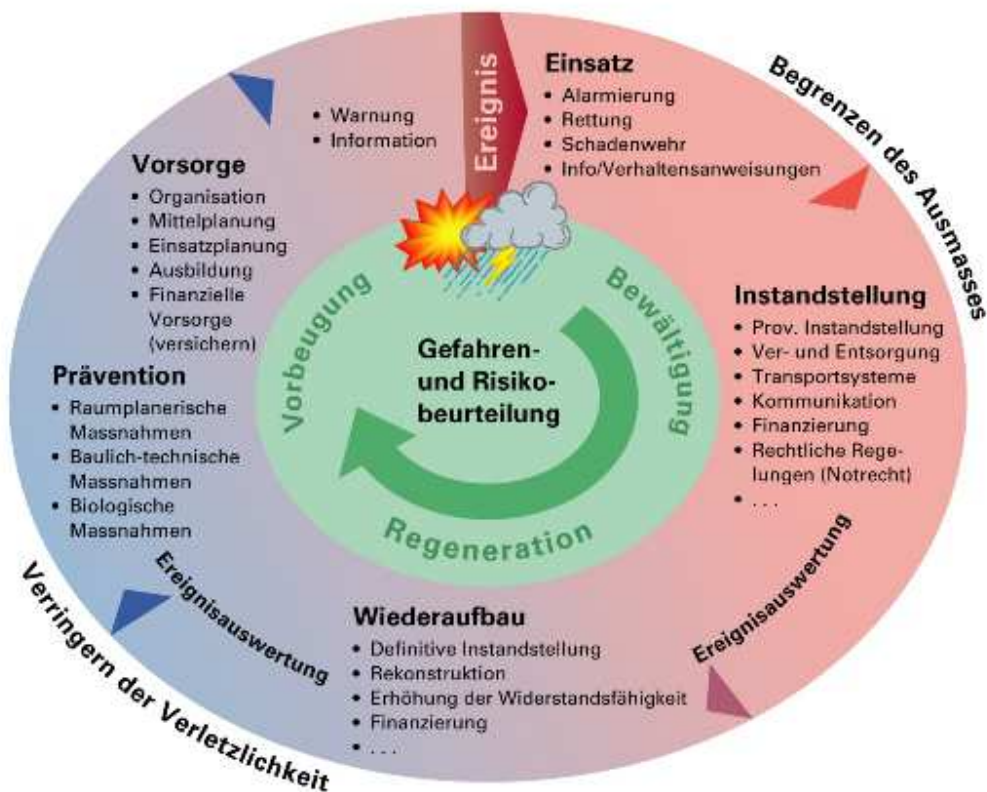 Ereignis
Einsatz
• Alarmierung
• Rettung
• Schadenwehr
• Info/Verhaltensanweisungen
Begrenzen des Ausmasses
Instandstellung
• Prov. Instandstellung
• Ver- und Entsorgung
• Transportsysteme
• Kommunikation
• Finanzierung
• Rechtliche Rege-
lungen (Notrecht)
• . . .
Ereignisauswertung
Wiederaufbau
• Definitive Instandstellung
• Rekonstruktion
• Erhöhung der Widerstandsfähigkeit
• Finanzierung
• . . .
Ereignisauswertung
Verringern der Verletzlichkeit
Prävention
• Raumplanerische
Massnahmen
• Baulich-technische
Massnahmen
• Biologische
Massnahmen
Vorsorge
• Organisation
• Mittelplanung
• Einsatzplanung
• Ausbildung
• Finanzielle
Vorsorge
(versichern)
• Warnung
• Information
Vorbeugung
Bewältigung
Regeneration
Gefahren-
und Risiko-
beurteilung